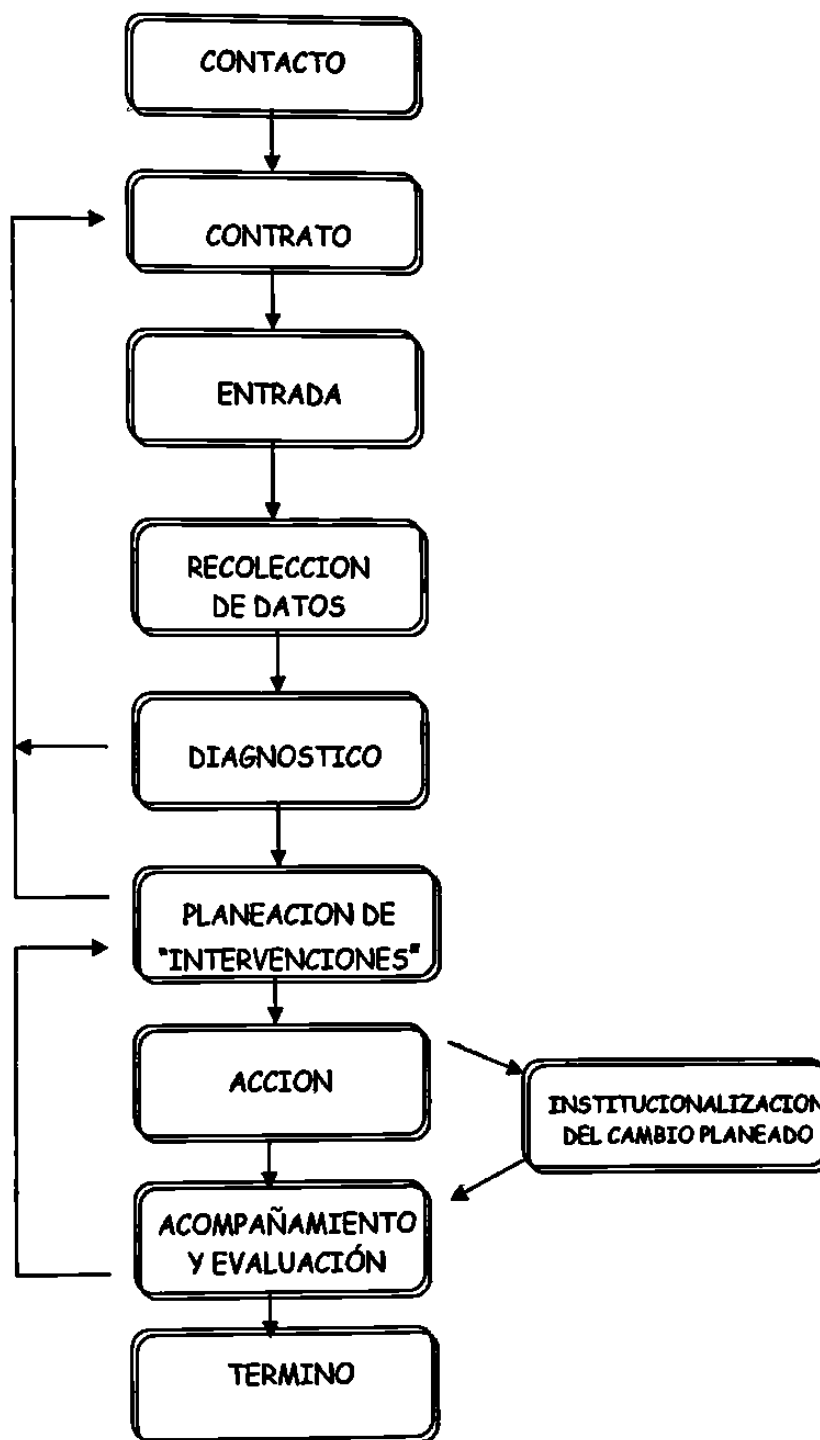 CONTACTO
CONTRATO
ENTRADA
RECOLECCION
DE DATOS
DIAGNOSTICO
PLANEACION DE
"INTERVENCIONES"
ACCION
INSTITUCIONALIZACION
DEL CAMBIO PLANEADO
ACOMPAÑAMIENTO
Y EVALUACIÓN
TERMINO